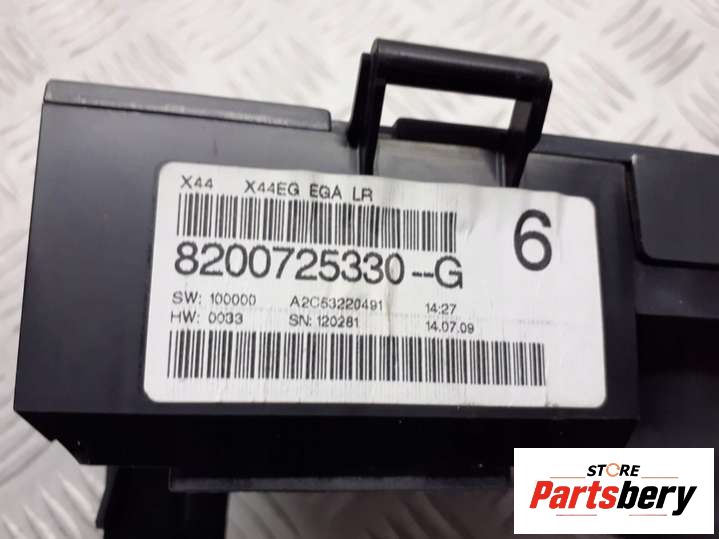 X44 X44EG EGA LR
6
8200725330--G
SW: 100000 A2C53220491 14:27
HW: 0033 SN: 120281 14.07.09
STORE
Partsbery